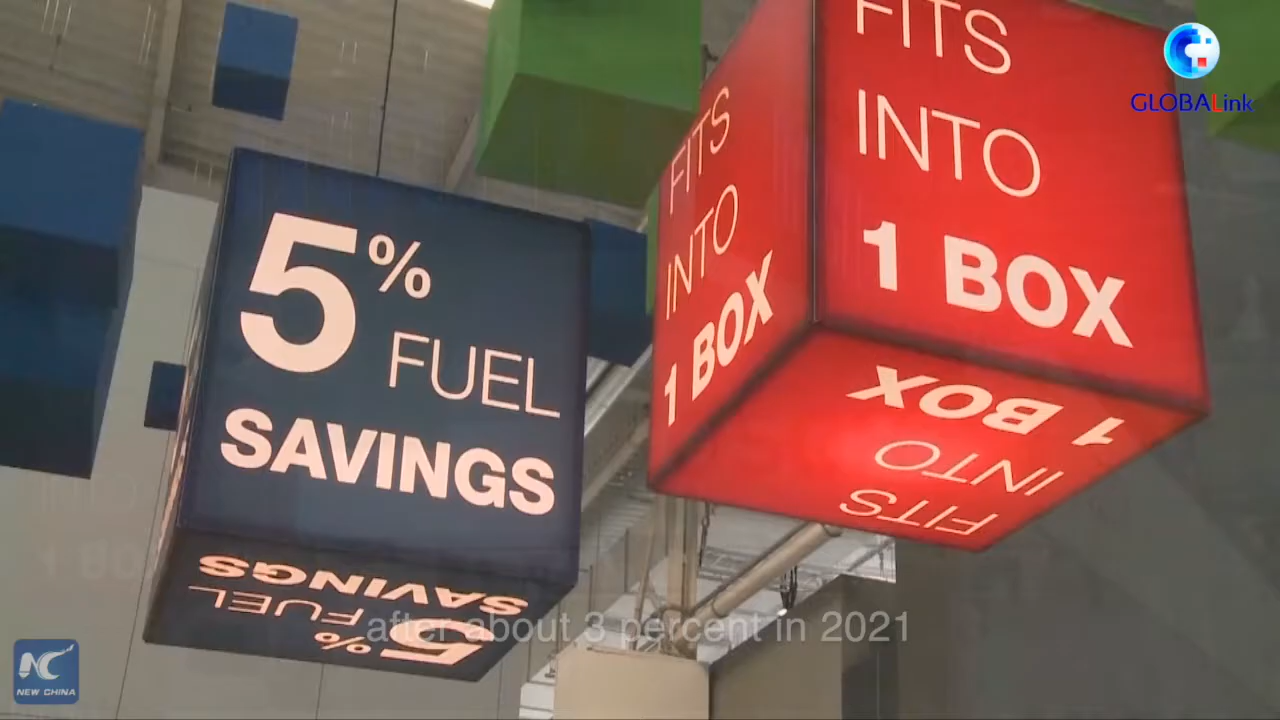 GLOBALink
5%
FUEL
SAVINGS
SAVINGS
FUEL
5%
FITS
INTO
1 BOX
FITS
INTO
1 BOX
1 BOX
INTO
FITS
after about 3 percent in 2021
NC
NEW CHINA